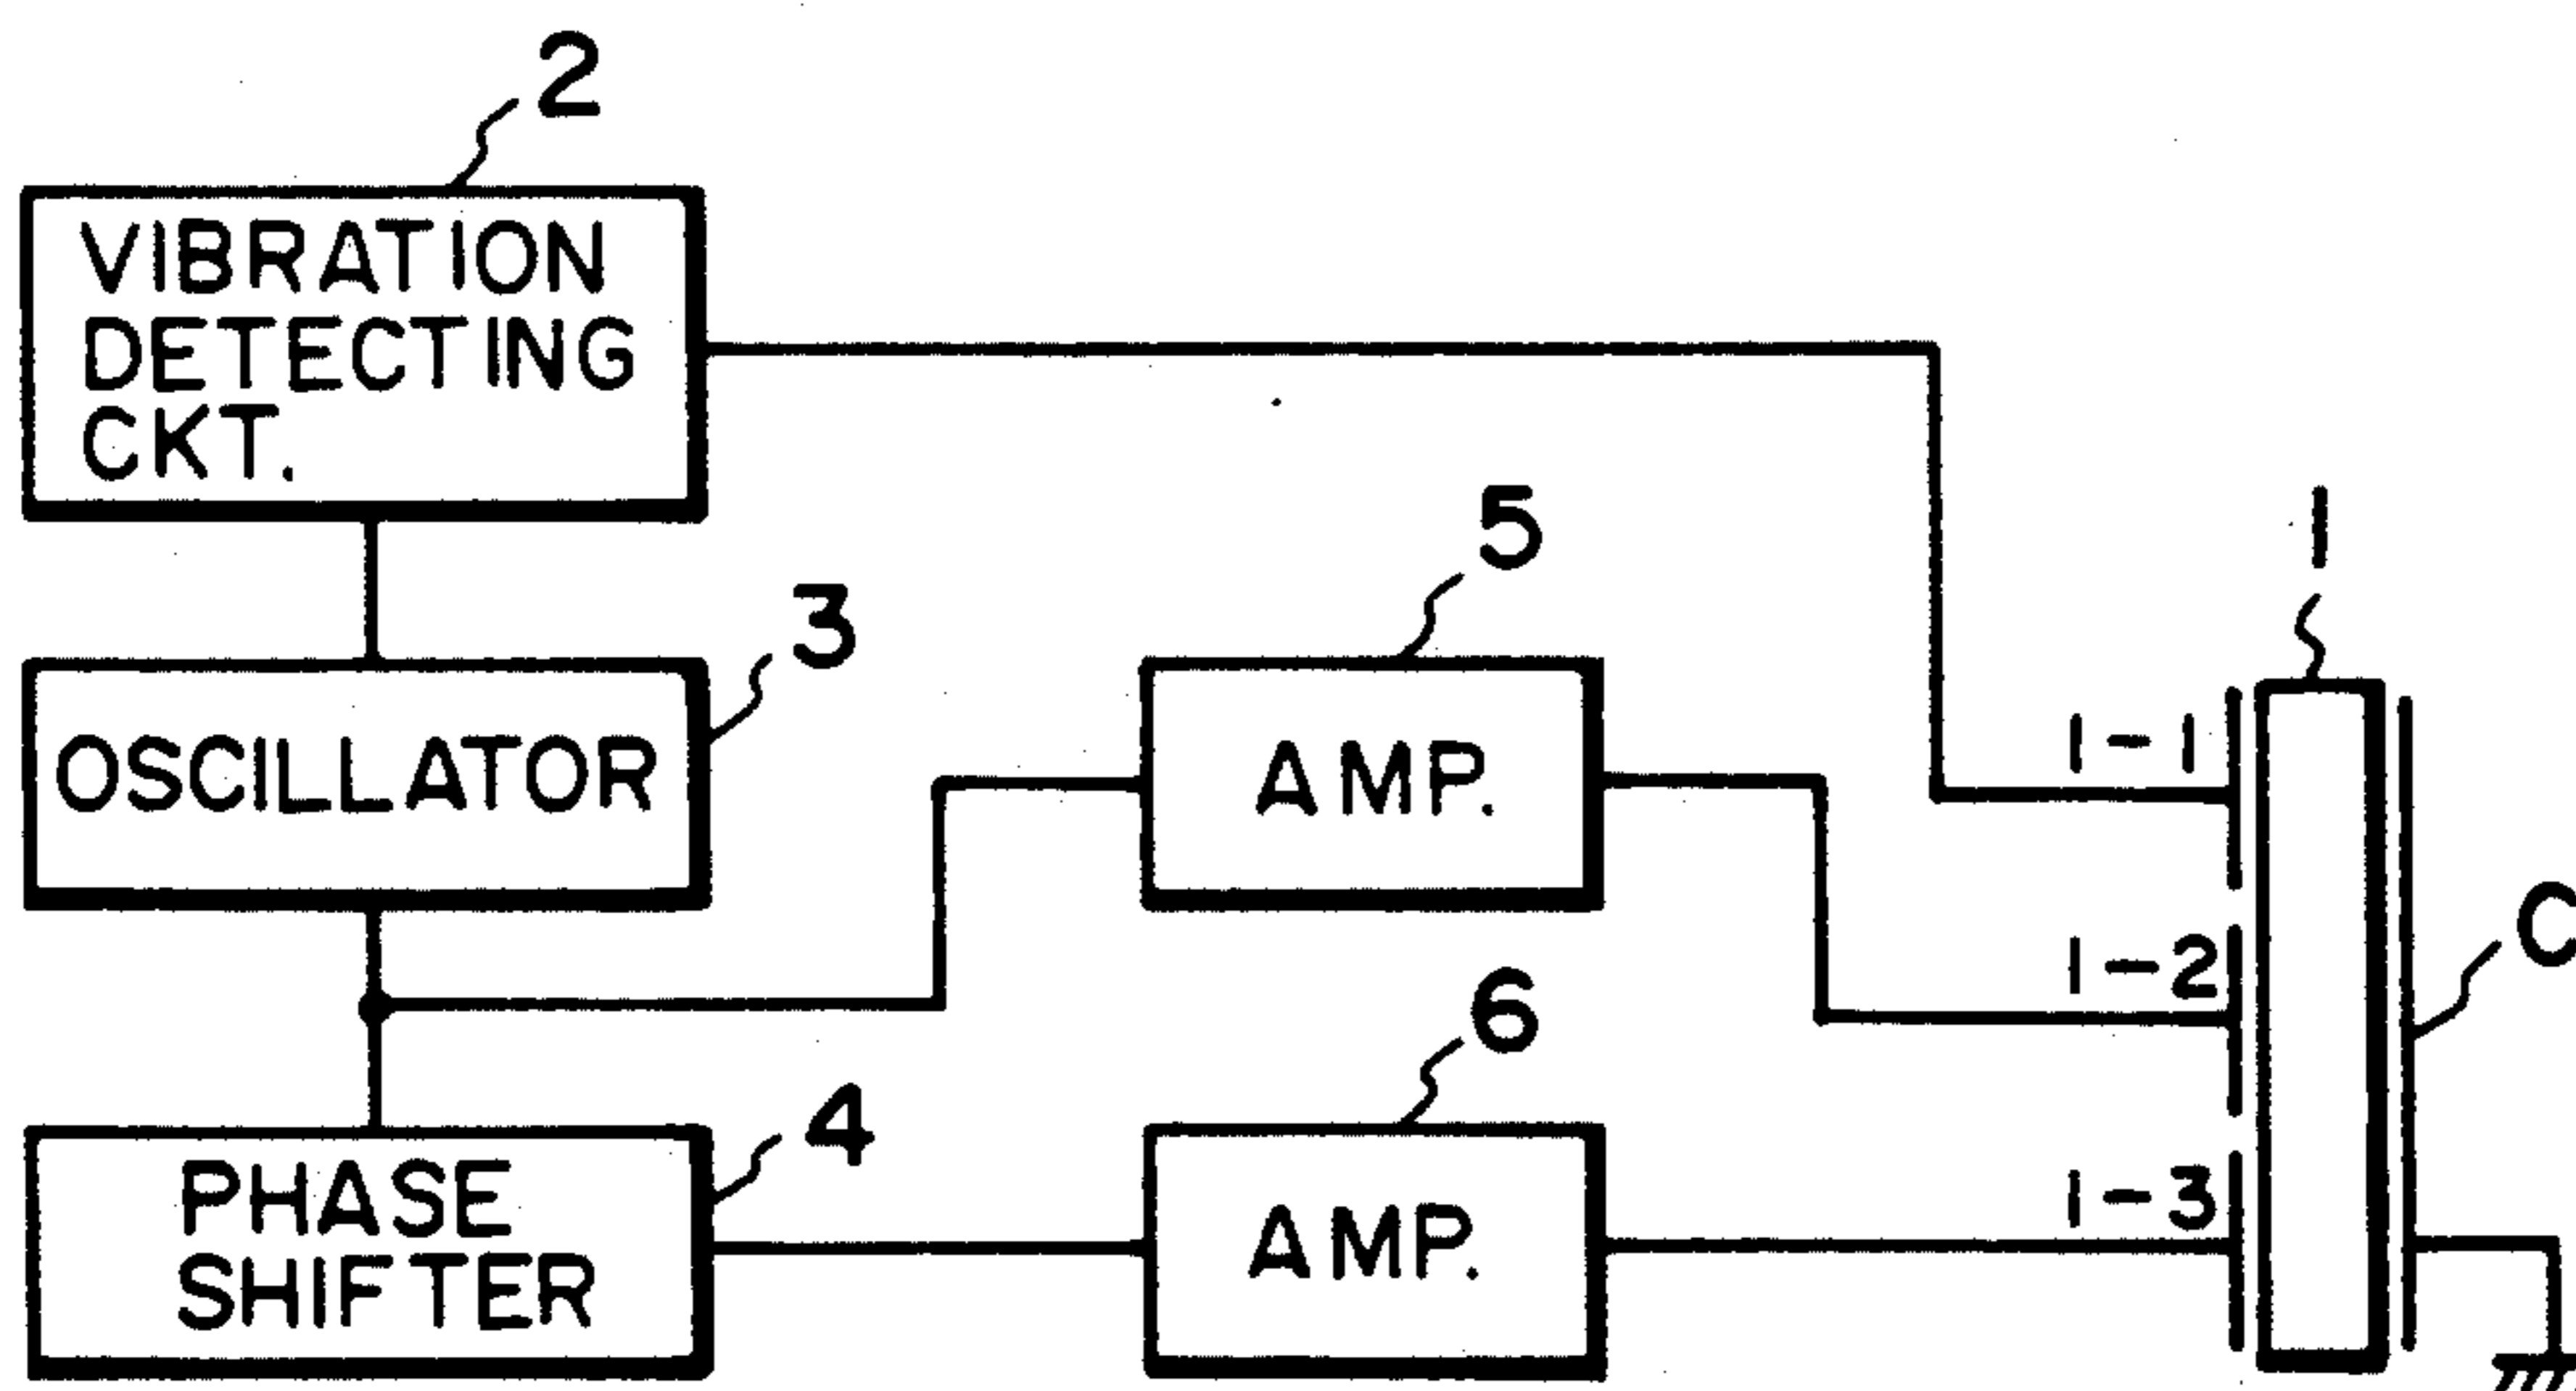 2
VIBRATION
DETECTING
CKT.
5
1
3
OSCILLATOR
AMP.
1-1
C
1-2
6
4
1-3
PHASE
SHIFTER
AMP.